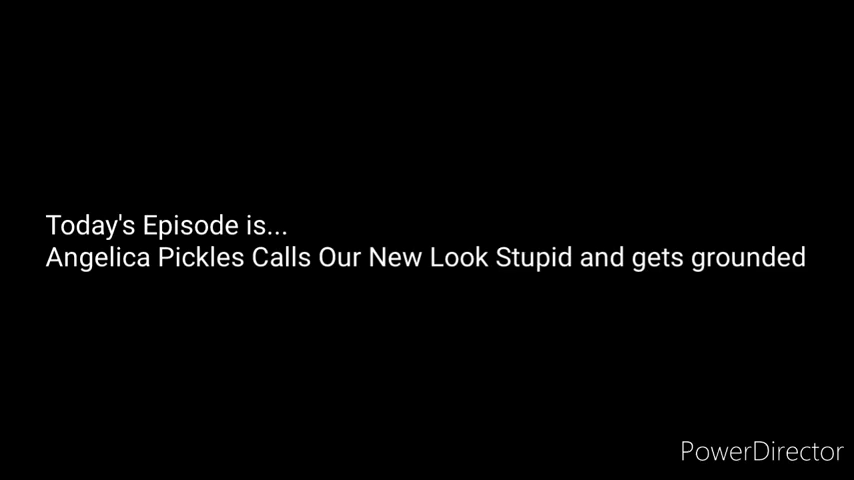 Today's Episode is...
Angelica Pickles Calls Our New Look Stupid and gets grounded
PowerDirector